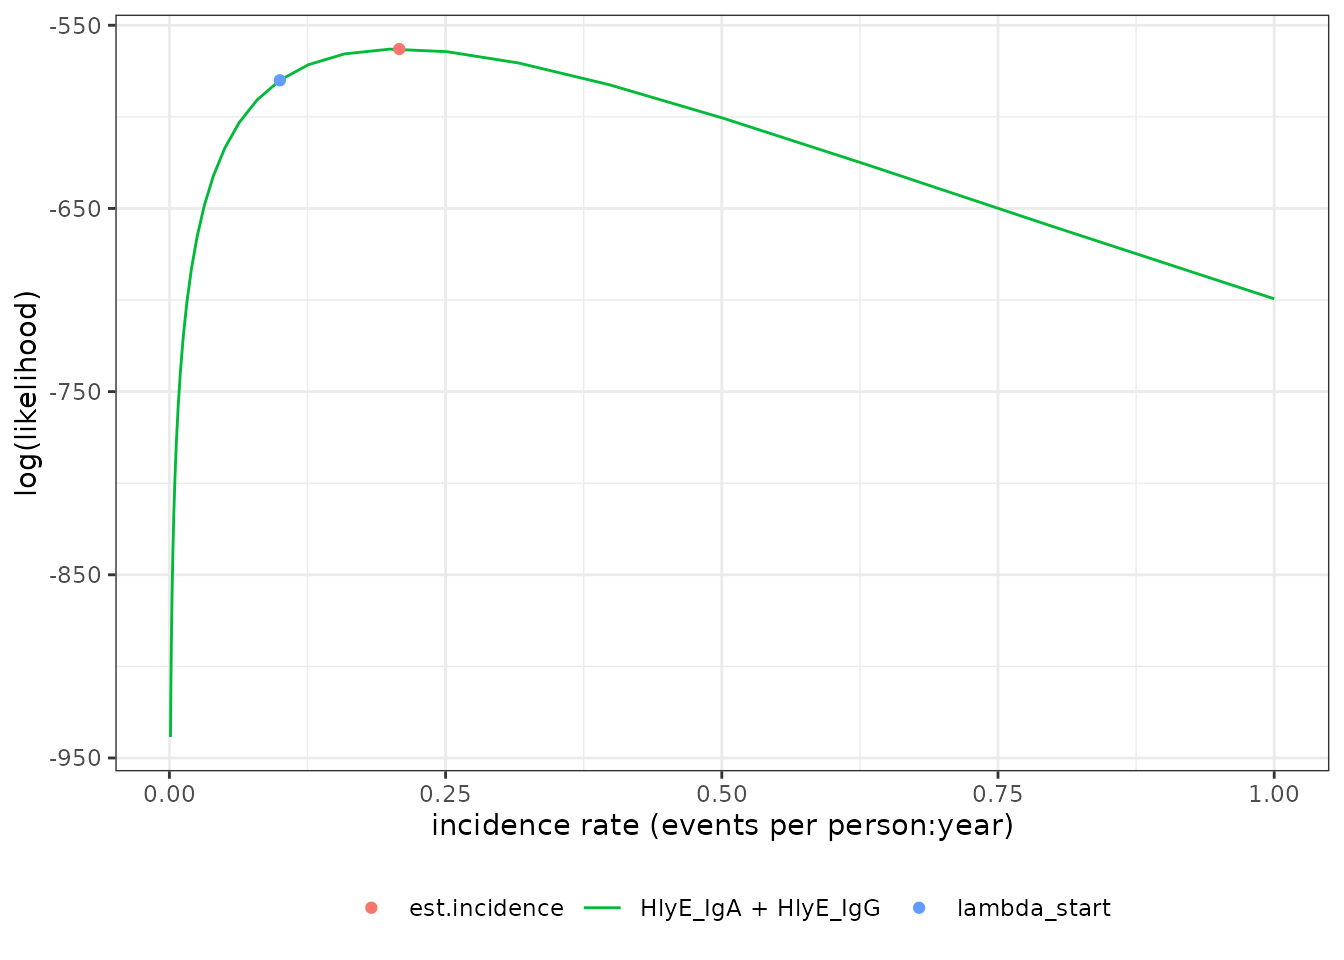 -550
-650
-750
-850
-950
log(likelihood)
0.00 0.25 0.50 0.75 1.00
incidence rate (events per person:year)
est.incidence HlyE_IgA + HlyE_IgG lambda_start